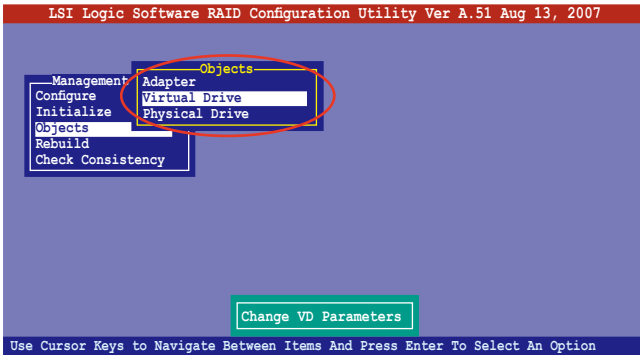 LSI Logic Software RAID Configuration Utility Ver A.51 Aug 13, 2007
Management
Configure
Initialize
Objects
Rebuild
Check Consistency
Objects
Adapter
Virtual Drive
Physical Drive
Change VD Parameters
Use Cursor Keys to Navigate Between Items And Press Enter To Select An Option